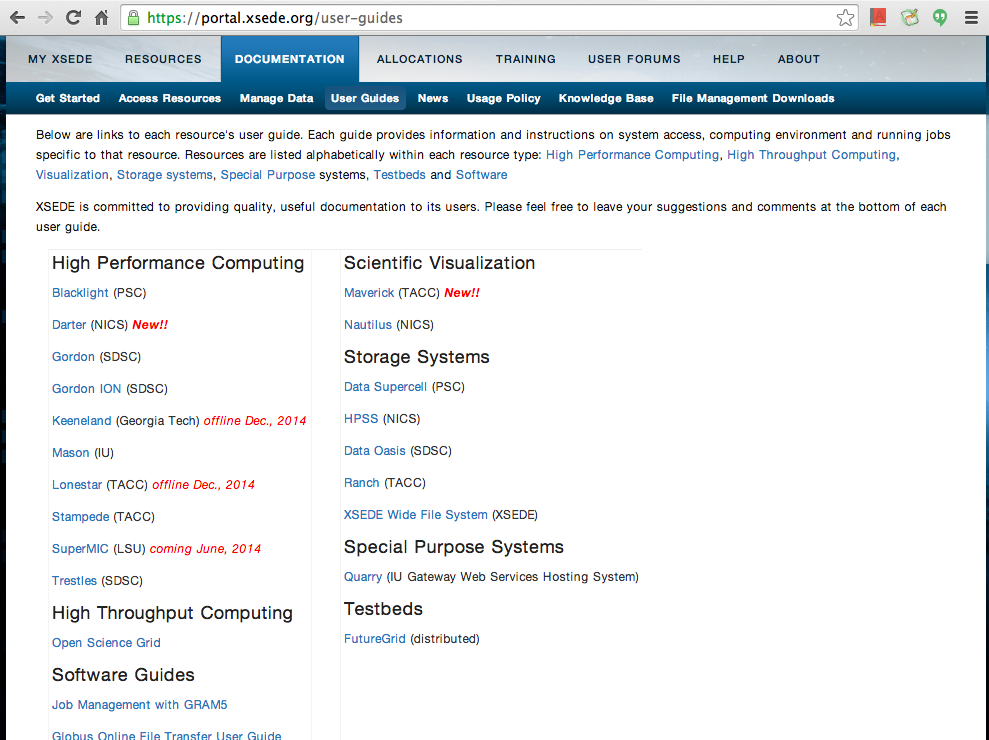 https://portal.xsede.org/user-guides
MY XSEDE
RESOURCES
DOCUMENTATION
ALLOCATIONS
TRAINING
USER FORUMS
HELP
ABOUT
Get Started
Access Resources
Manage Data
User Guides
News
Usage Policy
Knowledge Base
File Management Downloads
Below are links to each resource's user guide. Each guide provides information and instructions on system access, computing environment and running jobs
specific to that resource. Resources are listed alphabetically within each resource type: High Performance Computing, High Throughput Computing,
Visualization, Storage systems, Special Purpose systems, Testbeds and Software
XSEDE is committed to providing quality, useful documentation to its users. Please feel free to leave your suggestions and comments at the bottom of each
user guide.
High Performance Computing
Blacklight (PSC)
Darter (NICS) New!!
Gordon (SDSC)
Gordon ION (SDSC)
Keeneland (Georgia Tech) offline Dec., 2014
Mason (IU)
Lonestar (TACC) offline Dec., 2014
Stampede (TACC)
SuperMIC (LSU) coming June, 2014
Trestles (SDSC)
High Throughput Computing
Open Science Grid
Software Guides
Job Management with GRAM5
Globus Online File Transfer User Guide
Scientific Visualization
Maverick (TACC) New!!
Nautilus (NICS)
Storage Systems
Data Supercell (PSC)
HPSS (NICS)
Data Oasis (SDSC)
Ranch (TACC)
XSEDE Wide File System (XSEDE)
Special Purpose Systems
Quarry (IU Gateway Web Services Hosting System)
Testbeds
FutureGrid (distributed)